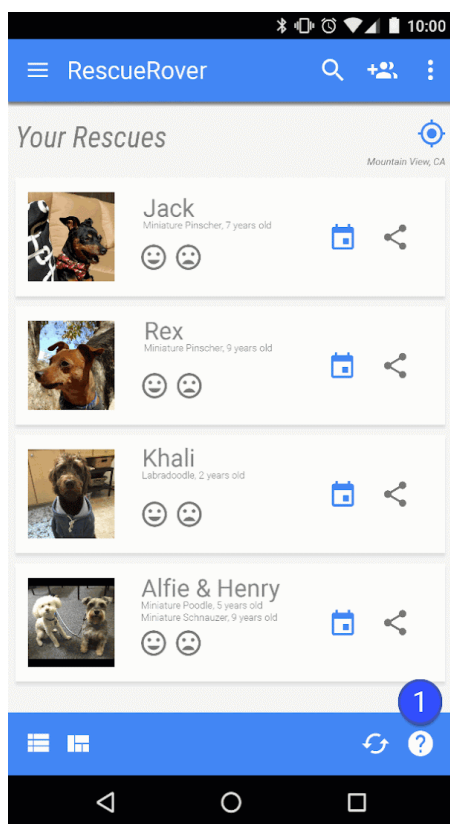 10:00
RescueRover
Your Rescues
Mountain View, CA
Jack
Miniature Pinscher, 7 years old
Rex
Miniature Pinscher, 9 years old
Khali
Labradoodle, 2 years old
Alfie & Henry
Miniature Poodle, 5 years old
Miniature Schnauzer, 9 years old
1
?